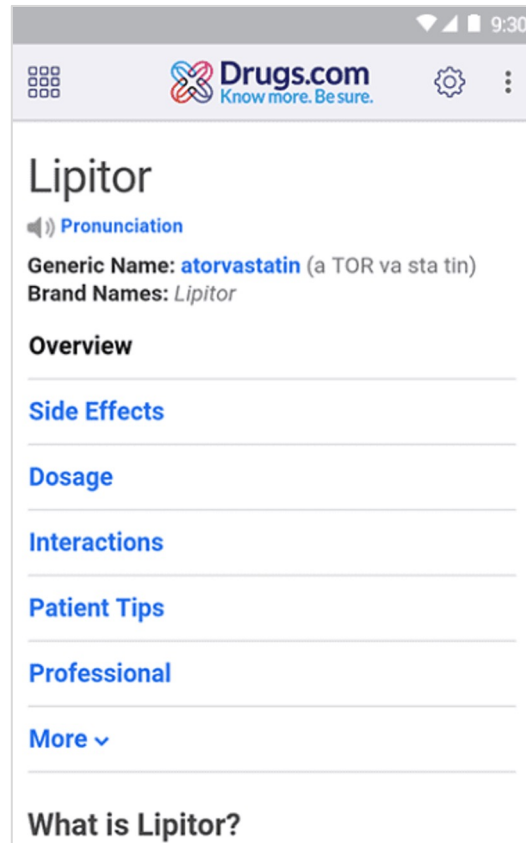 9:30
Drugs.com
Know more. Be sure.
Lipitor
Pronunciation
Generic Name: atorvastatin (a TOR va sta tin)
Brand Names: Lipitor
Overview
Side Effects
Dosage
Interactions
Patient Tips
Professional
More
What is Lipitor?